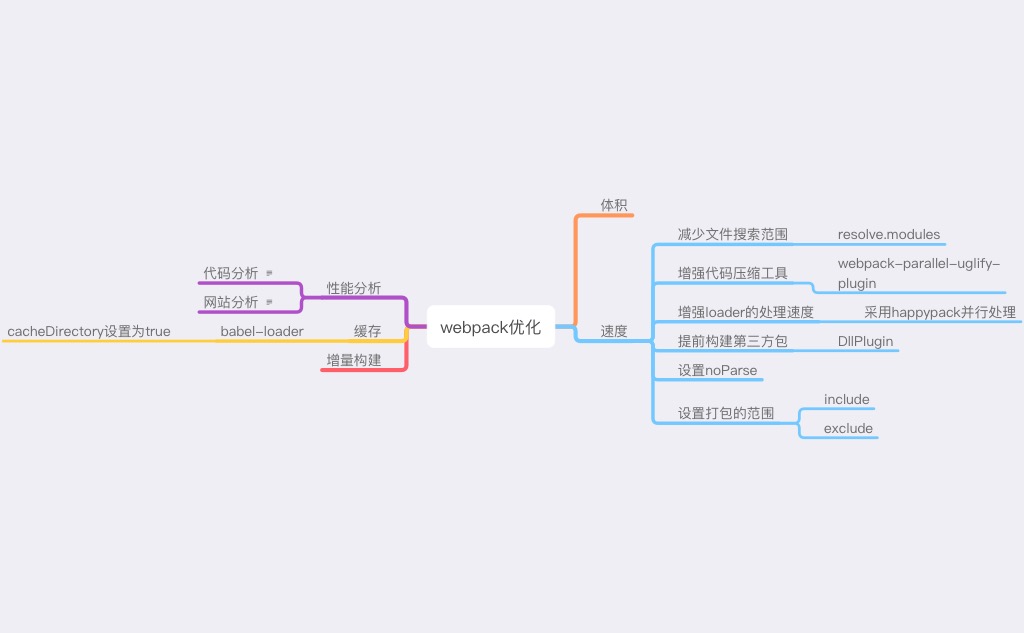 webpack优化
体积
速度
减少文件搜索范围
resolve.modules
增强代码压缩工具
webpack-parallel-uglify-
plugin
增强loader的处理速度
采用happypack并行处理
提前构建第三方包
DllPlugin
设置noParse
设置打包的范围
include
exclude
性能分析
代码分析
网站分析
缓存
babel-loader
cacheDirectory设置为true
增量构建